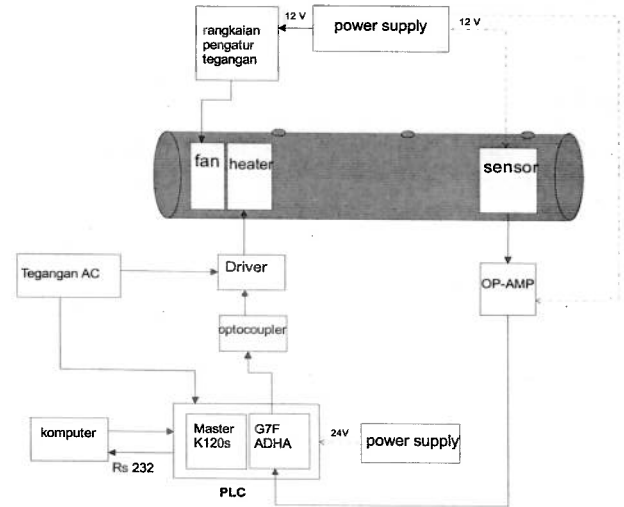 rangkaian
pengatur
tegangan
12 V
power supply
12 V
fan
heater
sensor
Tegangan AC
Driver
OP-AMP
optocoupler
komputer
Rs 232
Master
K120s
G7F
ADHA
PLC
24V
power supply